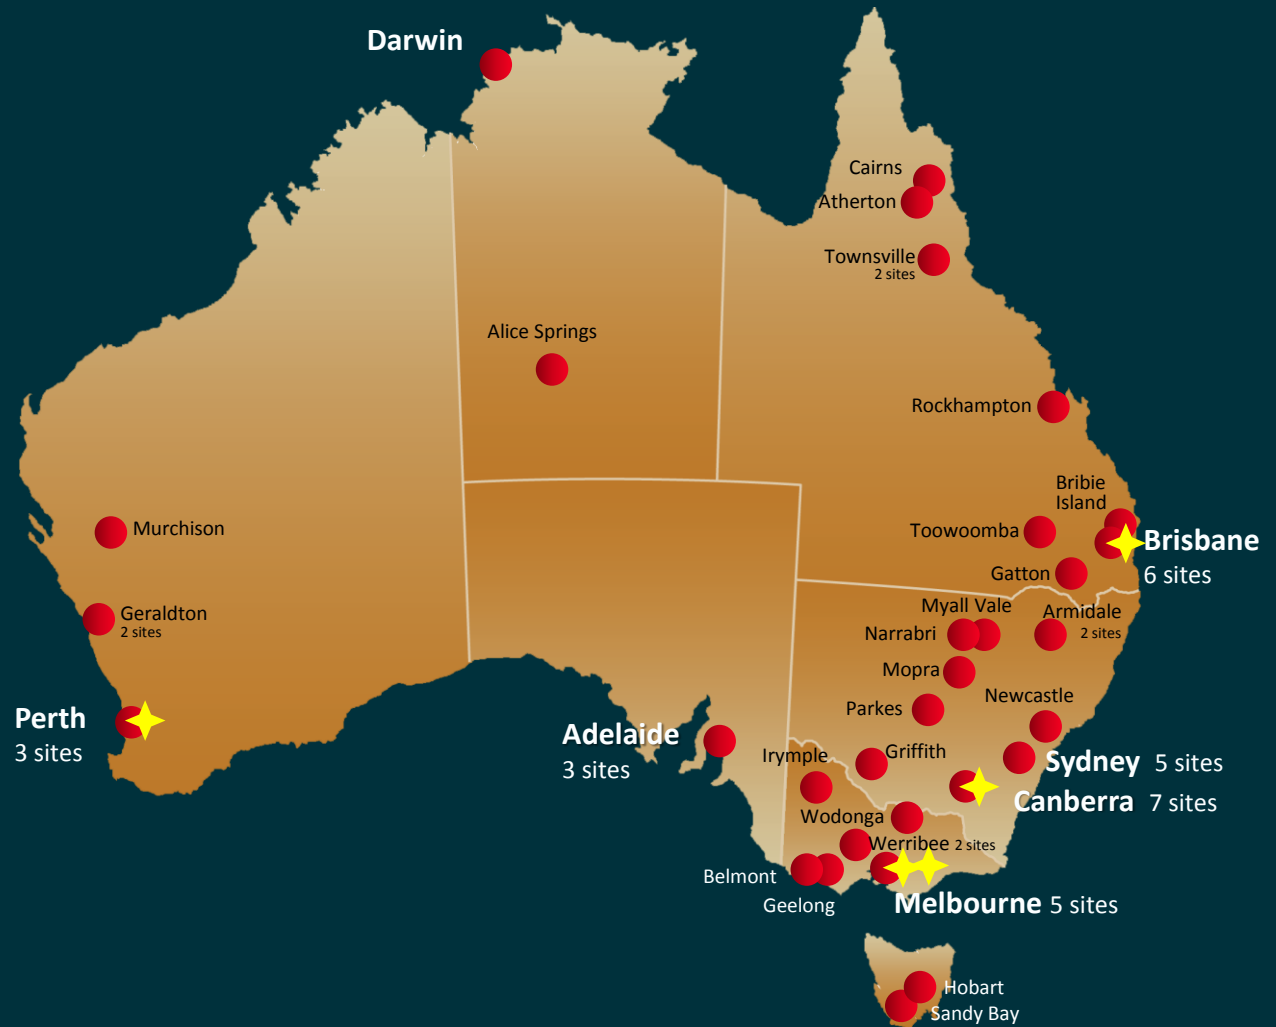 Darwin
Cairns
Atherton
Townsville
2 sites
Alice Springs
Rockhampton
Bribie
Island
Murchison
Toowoomba
Brisbane
6 sites
Gatton
Geraldton
2 sites
Myall Vale
Armidale
2 sites
Narrabri
Mopra
Newcastle
Parkes
Perth
3 sites
Adelaide
3 sites
Irymple
Griffith
Sydney 5 sites
Canberra 7 sites
Wodonga
Werribee 2 sites
Belmont
Geelong
Melbourne 5 sites
Hobart
Sandy Bay